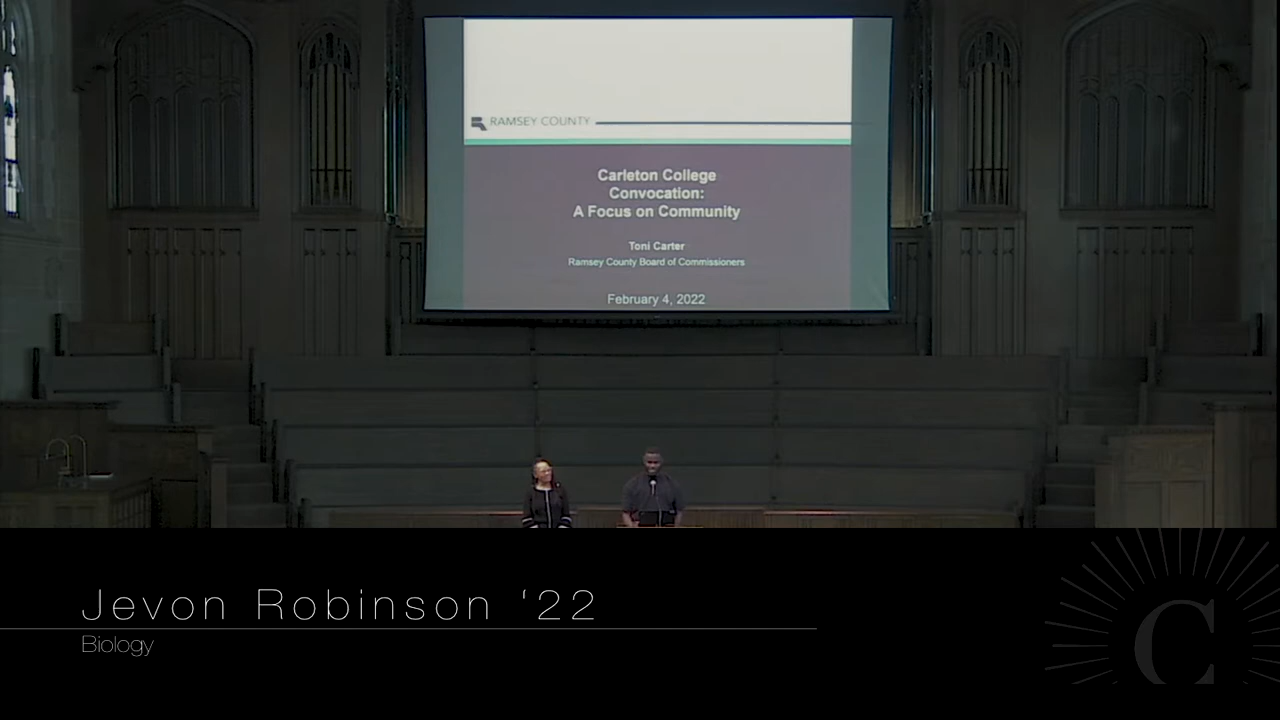 RAMSEY COUNTY
Carleton College
Convocation:
A Focus on Community
Toni Carter
Ramsey County Board of Commissioners
February 4, 2022
Jevon Robinson ‘22
Biology
C